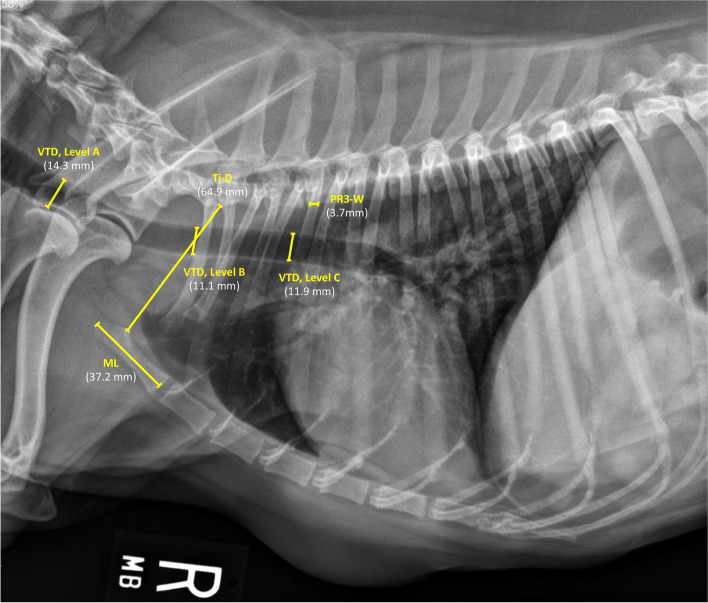 58%
VTD, Level A
(14.3 mm)
Ti-D
(64.9 mm)
PR3-W
(3.7mm)
VTD, Level B
(11.1 mm)
VTD, Level C
(11.9 mm)
ML
(37.2 mm)
R
MB